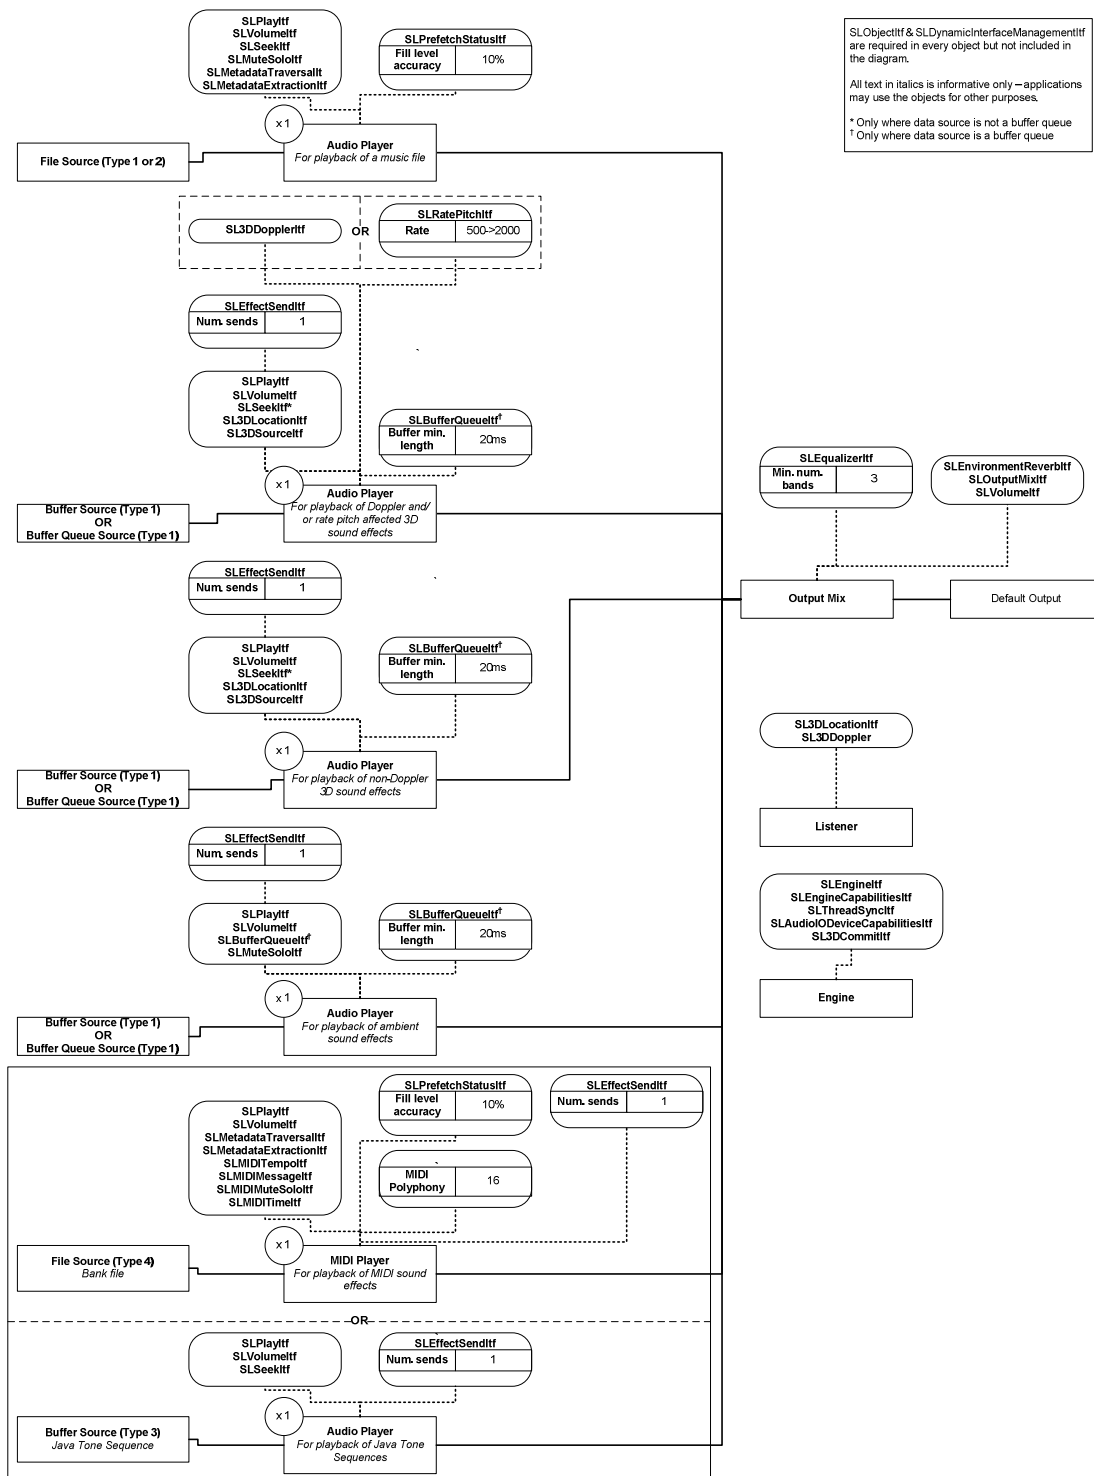 SLPlayItf
SLVolumeItf
SLSeekItf
SLMuteSoloItf
SLMetadataTraversalIt
SLMetadataExtractionItf
SLPrefetchStatusItf
Fill level accuracy
10%
x 1
Audio Player
For playback of a music file
File Source (Type 1 or 2)
SLObjectItf & SLDynamicInterfaceManagementItf
are required in every object but not included in
the diagram.
All text in italics is informative only – applications
may use the objects for other purposes.
* Only where data source is not a buffer queue
† Only where data source is a buffer queue
SL3DDopplerItf
OR
SLRatePitchItf
Rate
500->2000
SLEffectSendItf
Num. sends
1
SLPlayItf
SLVolumeItf
SLSeekItf*
SL3DLocationItf
SL3DSourceItf
SLBufferQueueItf†
Buffer min.
length
20ms
x 1
Audio Player
For playback of Doppler and/
or rate pitch affected 3D
sound effects
Buffer Source (Type 1)
OR
Buffer Queue Source (Type 1)
SLEqualizerItf
Min. num.
bands
3
SLEnvironmentReverbItf
SLOutputMixItf
SLVolumeItf
Output Mix
Default Output
SLEffectSendItf
Num. sends
1
SLPlayItf
SLVolumeItf
SLSeekItf*
SL3DLocationItf
SL3DSourceItf
SLBufferQueueItf†
Buffer min.
length
20ms
x 1
Audio Player
For playback of non-Doppler
3D sound effects
Buffer Source (Type 1)
OR
Buffer Queue Source (Type 1)
SL3DLocationItf
SL3DDoppler
Listener
SLEffectSendItf
Num. sends
1
SLPlayItf
SLVolumeItf
SLBufferQueueItf†
SLMuteSoloItf
SLBufferQueueItf†
Buffer min.
length
20ms
x 1
Audio Player
For playback of ambient
sound effects
Buffer Source (Type 1)
OR
Buffer Queue Source (Type 1)
SLEngineItf
SLEngineCapabilitiesItf
SLThreadSyncItf
SLAudioIODeviceCapabilitiesItf
SL3DCommitItf
Engine
SLPlayItf
SLVolumeItf
SLMetadataTraversalItf
SLMetadataExtractionItf
SLMIDITempoItf
SLMIDIMessageItf
SLMIDIMuteSoloItf
SLMIDITimeItf
SLPrefetchStatusItf
Fill level
accuracy
10%
SLEffectSendItf
Num. sends
1
MIDI
Polyphony
16
x 1
MIDI Player
For playback of MIDI sound
effects
File Source (Type 4)
Bank file
OR
SLPlayItf
SLVolumeItf
SLSeekItf
SLEffectSendItf
Num. sends
1
x 1
Audio Player
For playback of Java Tone
Sequences
Buffer Source (Type 3)
Java Tone Sequence